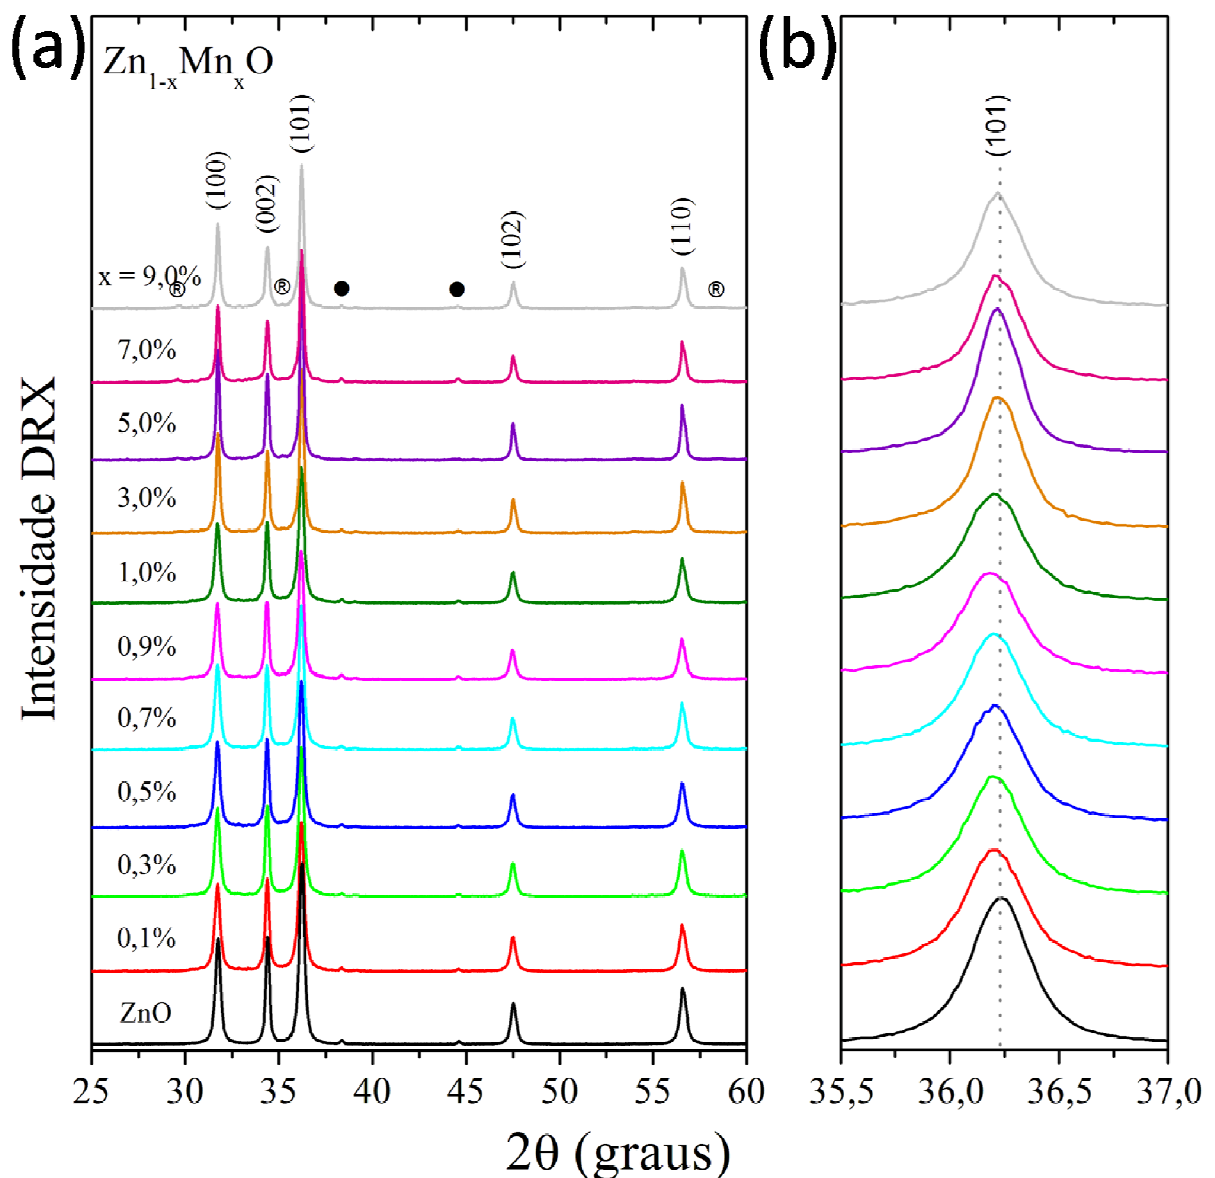 (a)
Zn1-xMnxO
(100)
(002)
(101)
(102)
(110)
x = 9,0%
® ® ® 
7,0%
5,0%
3,0%
1,0%
0,9%
0,7%
0,5%
0,3%
0,1%
ZnO
25 30 35 40 45 50 55 60
Intensidade DRX
(b)
(101)
35,5 36,0 36,5 37,0
2θ (graus)